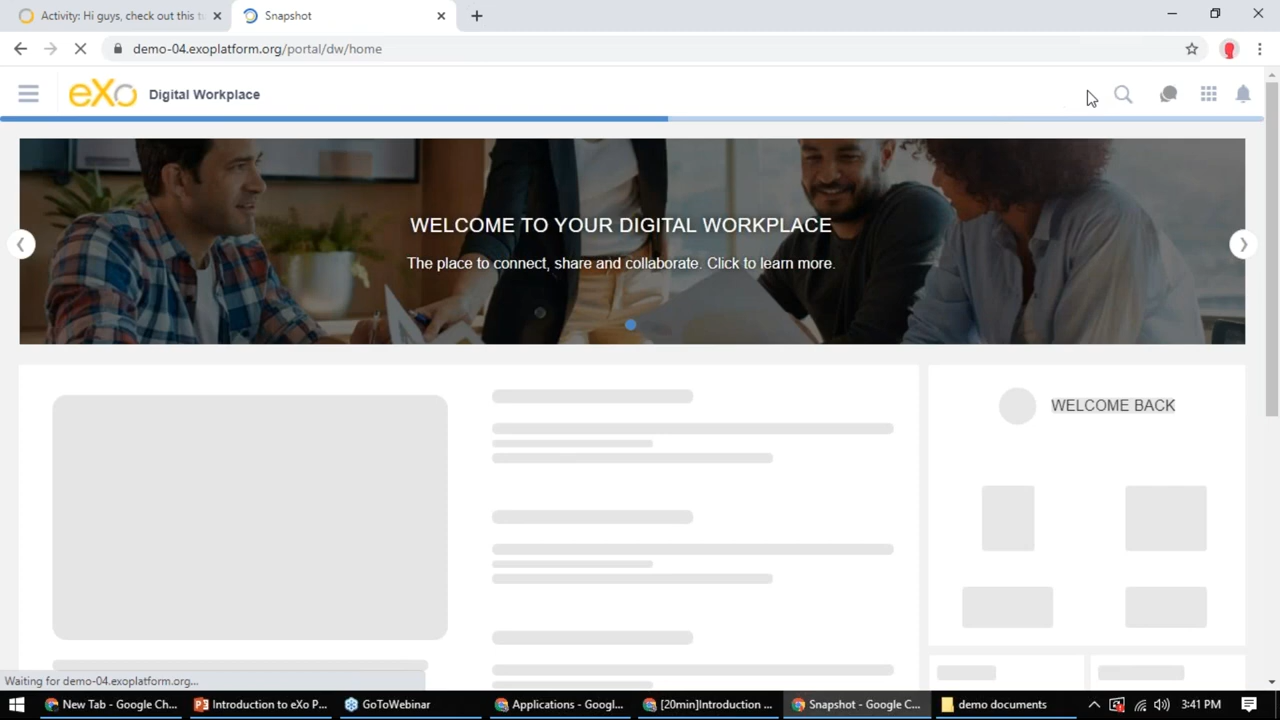 Activity: Hi guys, check out this t
Snapshot
demo-04.exoplatform.org/portal/dw/home
eXo Digital Workplace
WELCOME TO YOUR DIGITAL WORKPLACE
The place to connect, share and collaborate. Click to learn more.
WELCOME BACK
Waiting for demo-04.exoplatform.org...
New Tab - Google Ch...
Introduction to eXo P...
GoToWebinar
Applications - Googl...
[20min]Introduction ...
Snapshot - Google C...
demo documents
3:41 PM